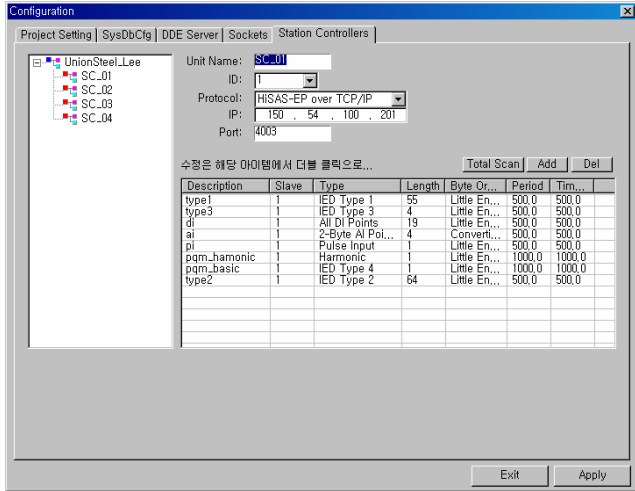 Configuration
Project Setting SysDbCfg DDE Server Sockets Station Controllers
UnionSteel_Lee
SC_01
SC_02
SC_03
SC_04
Unit Name: SC_01
ID: 1
Protocol: HiSAS-EP over TCP/IP
IP: 150 . 54 . 100 . 201
Port: 4003
수정은 해당 아이템에서 더블 클릭으로...
Total Scan Add Del
Description Slave Type Length Byte Or... Period Tim...
type1 1 IED Type 1 55 Little En... 500,0 500,0
type3 1 IED Type 3 4 Little En... 500,0 500,0
di 1 All DI Points 19 Little En... 500,0 500,0
ai 1 2-Byte AI Poi... 4 Converti... 500,0 500,0
pi 1 Pulse Input 1 Little En... 500,0 500,0
pqm_hamonic 1 Harmonic 1 Little En... 1000,0 1000,0
pqm_basic 1 IED Type 4 1 Little En... 1000,0 1000,0
type2 1 IED Type 2 64 Little En... 500,0 500,0
Exit Apply